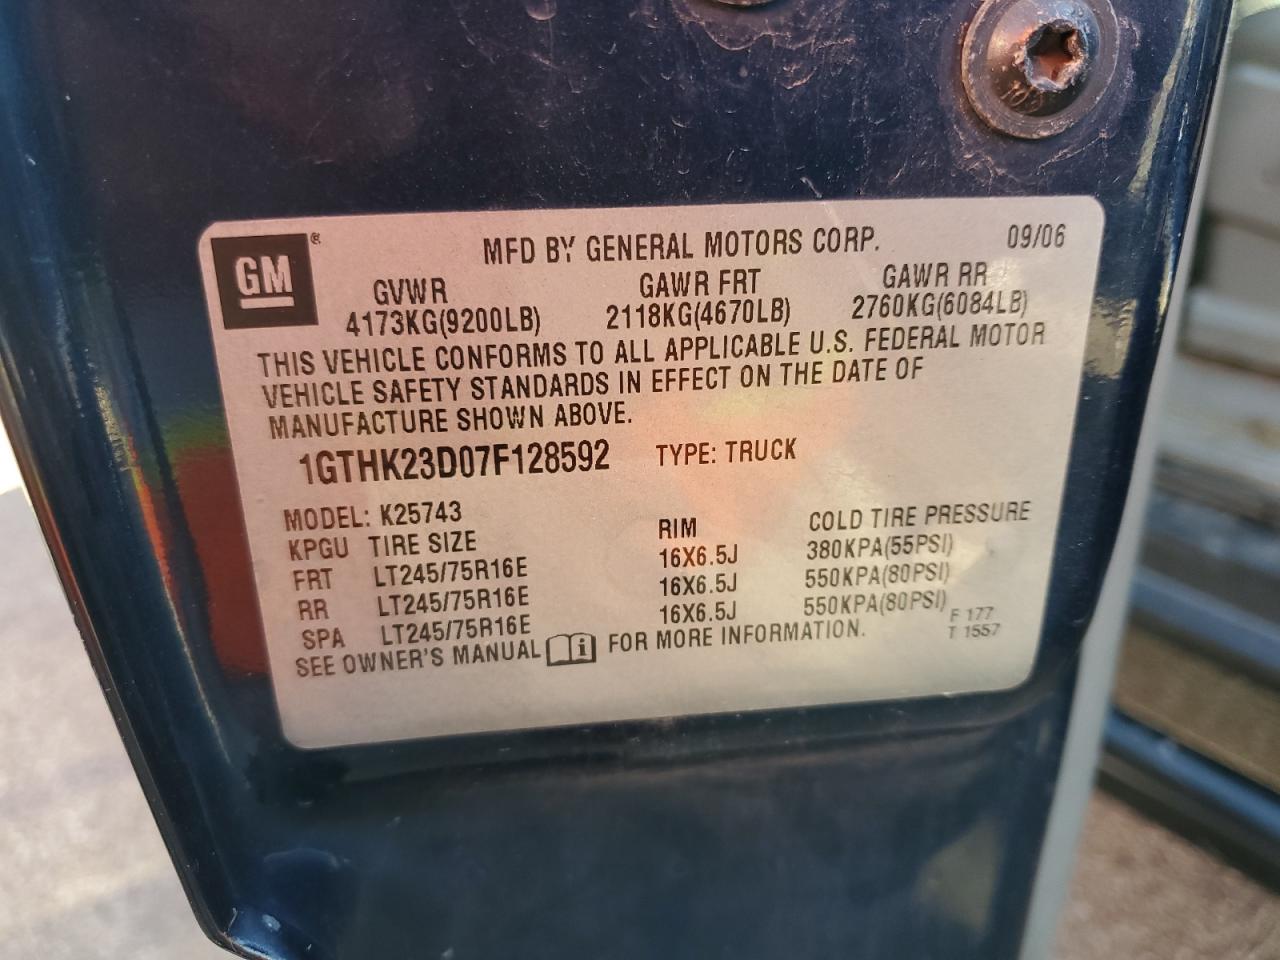 GM ®
MFD BY GENERAL MOTORS CORP. 09/06
GVWR GAWR FRT GAWR RR
4173KG(9200LB) 2118KG(4670LB) 2760KG(6084LB)
THIS VEHICLE CONFORMS TO ALL APPLICABLE U.S. FEDERAL MOTOR
VEHICLE SAFETY STANDARDS IN EFFECT ON THE DATE OF
MANUFACTURE SHOWN ABOVE.
1GTHK23D07F128592 TYPE: TRUCK
MODEL: K25743
KPGU TIRE SIZE RIM COLD TIRE PRESSURE
FRT LT245/75R16E 16X6.5J 380KPA(55PSI)
RR LT245/75R16E 16X6.5J 550KPA(80PSI)
SPA LT245/75R16E 16X6.5J 550KPA(80PSI)
SEE OWNER'S MANUAL i FOR MORE INFORMATION.
F 177
T 1557